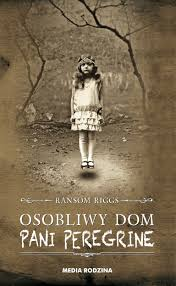 RANSOM RIGGS
OSOBLIWY DOM
PANI PEREGRINE
MEDIA RODZINA